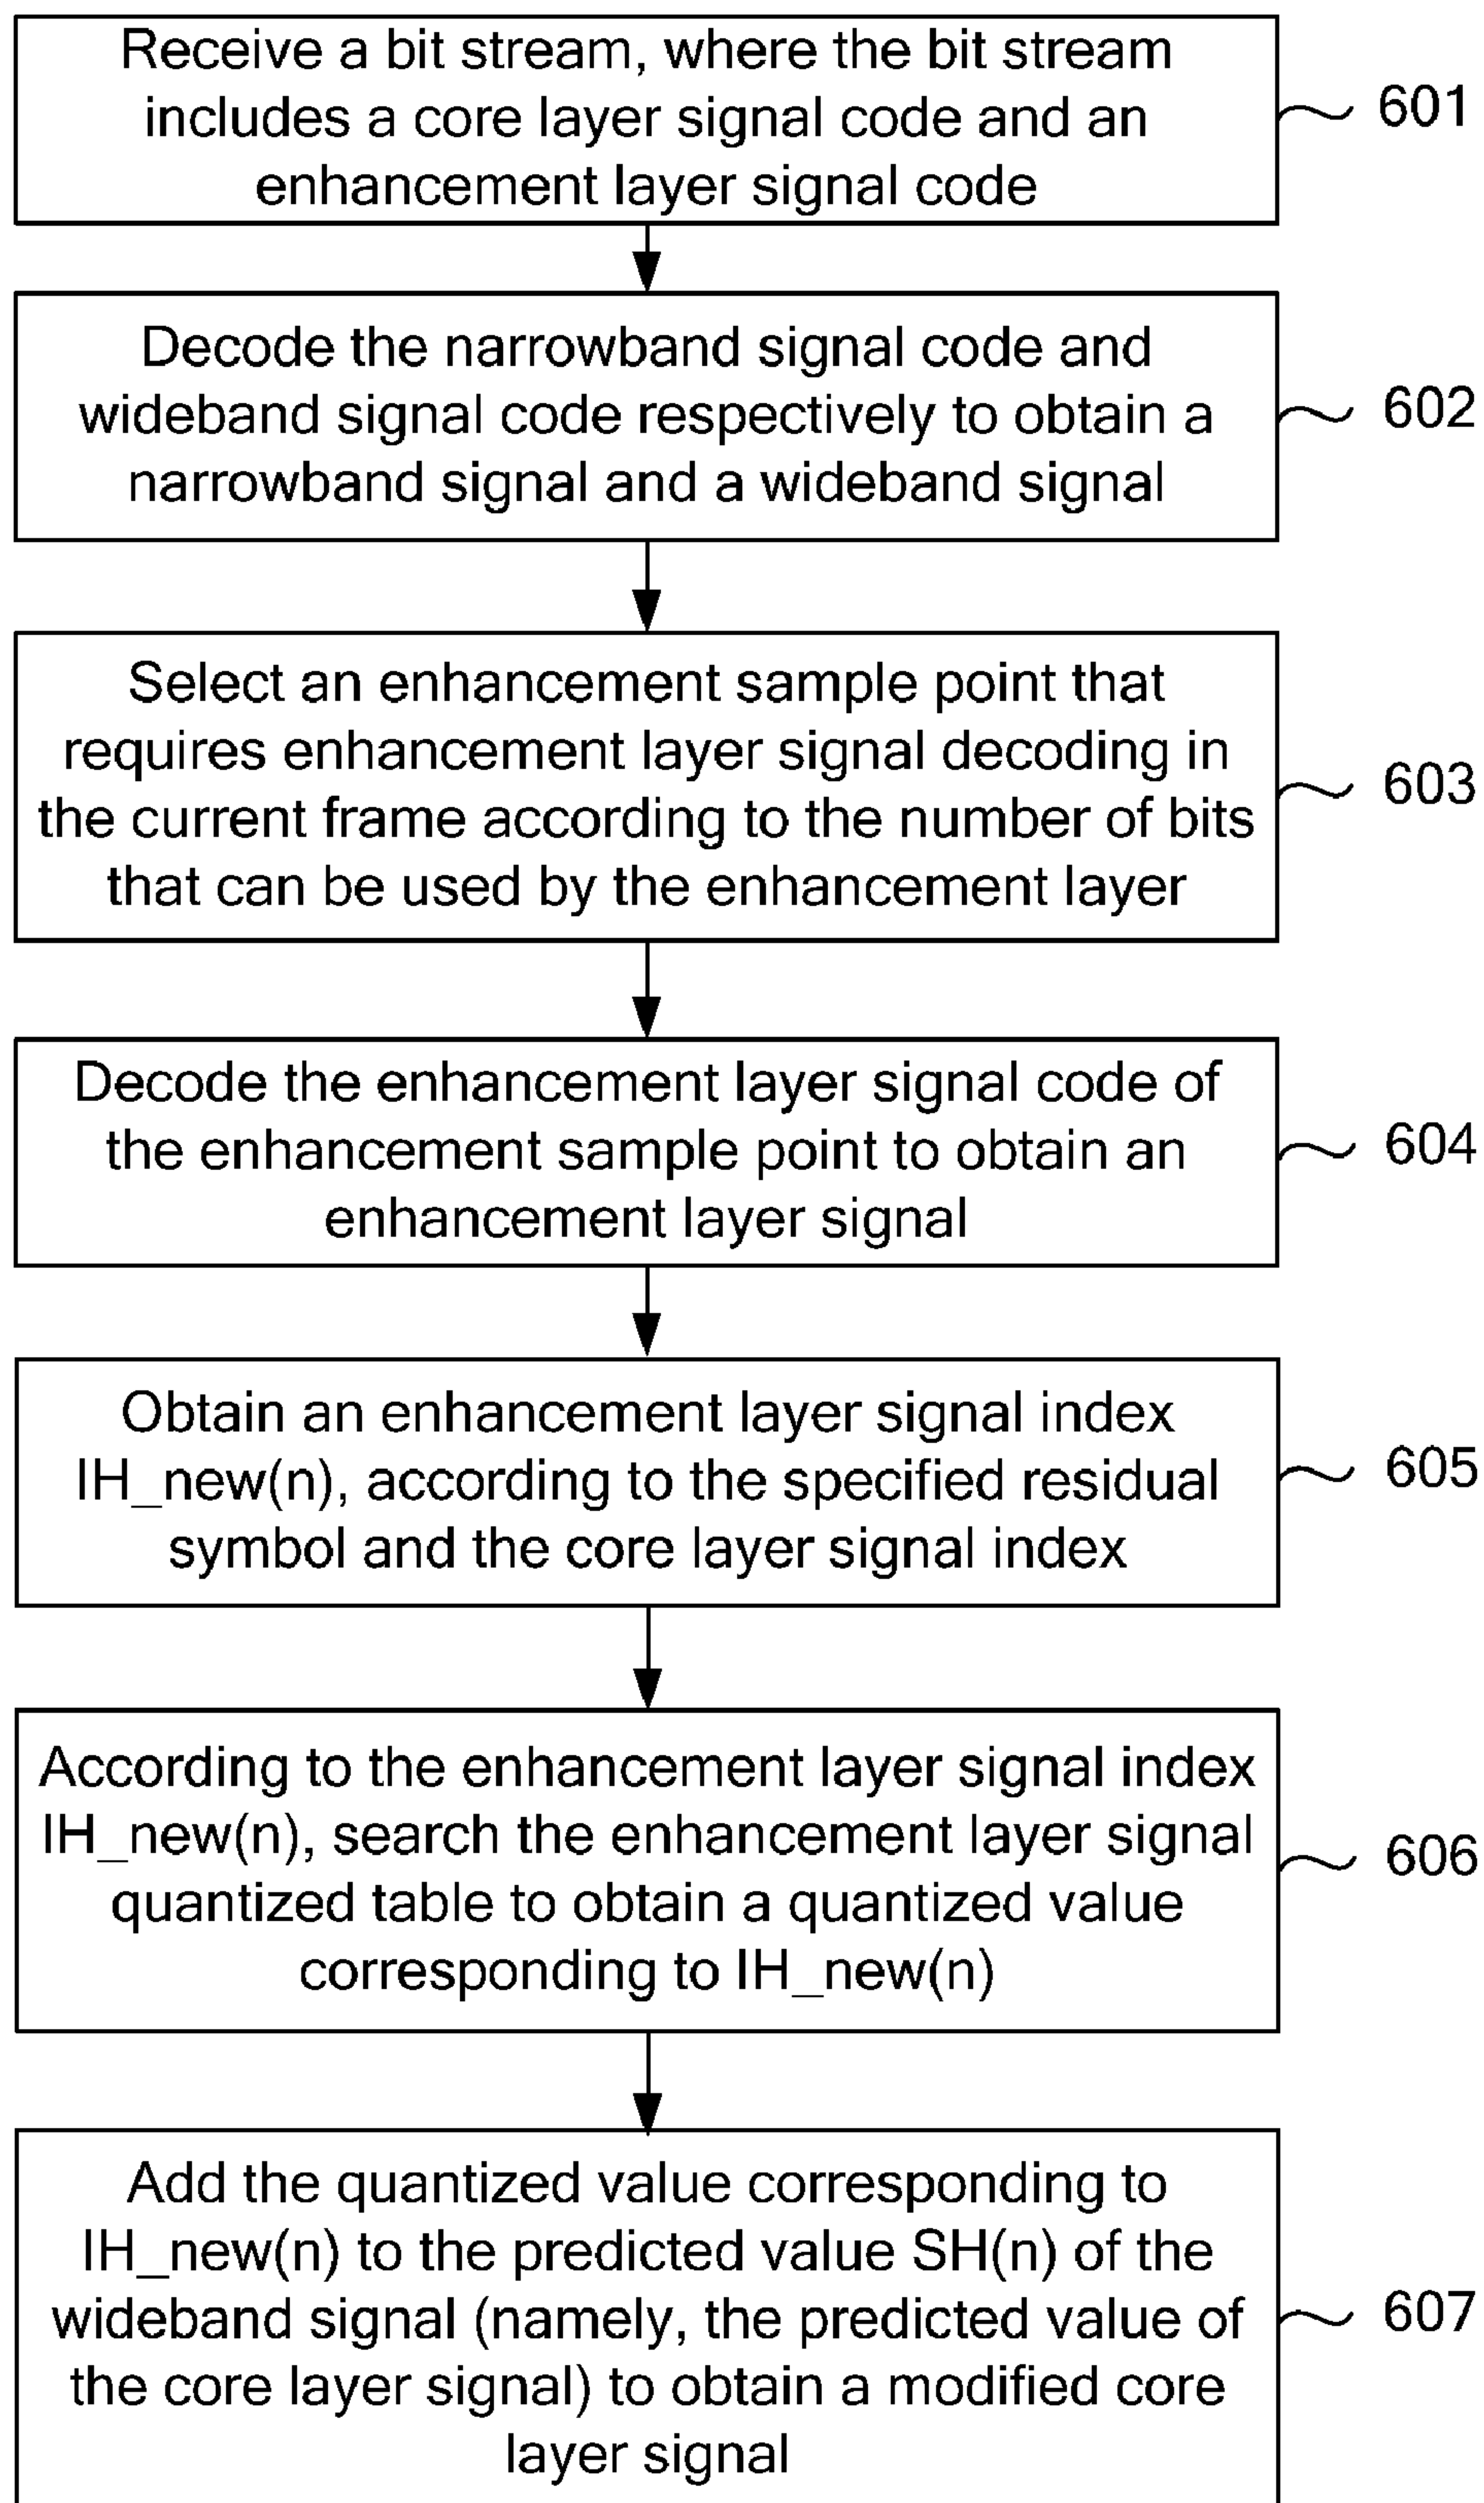 Receive a bit stream, where the bit stream
includes a core layer signal code and an
enhancement layer signal code
601
Decode the narrowband signal code and
wideband signal code respectively to obtain a
narrowband signal and a wideband signal
602
Select an enhancement sample point that
requires enhancement layer signal decoding in
the current frame according to the number of bits
that can be used by the enhancement layer
603
Decode the enhancement layer signal code of
the enhancement sample point to obtain an
enhancement layer signal
604
Obtain an enhancement layer signal index
IH_new(n), according to the specified residual
symbol and the core layer signal index
605
According to the enhancement layer signal index
IH_new(n), search the enhancement layer signal
quantized table to obtain a quantized value
corresponding to IH_new(n)
606
Add the quantized value corresponding to
IH_new(n) to the predicted value SH(n) of the
wideband signal (namely, the predicted value of
the core layer signal) to obtain a modified core
layer signal
607